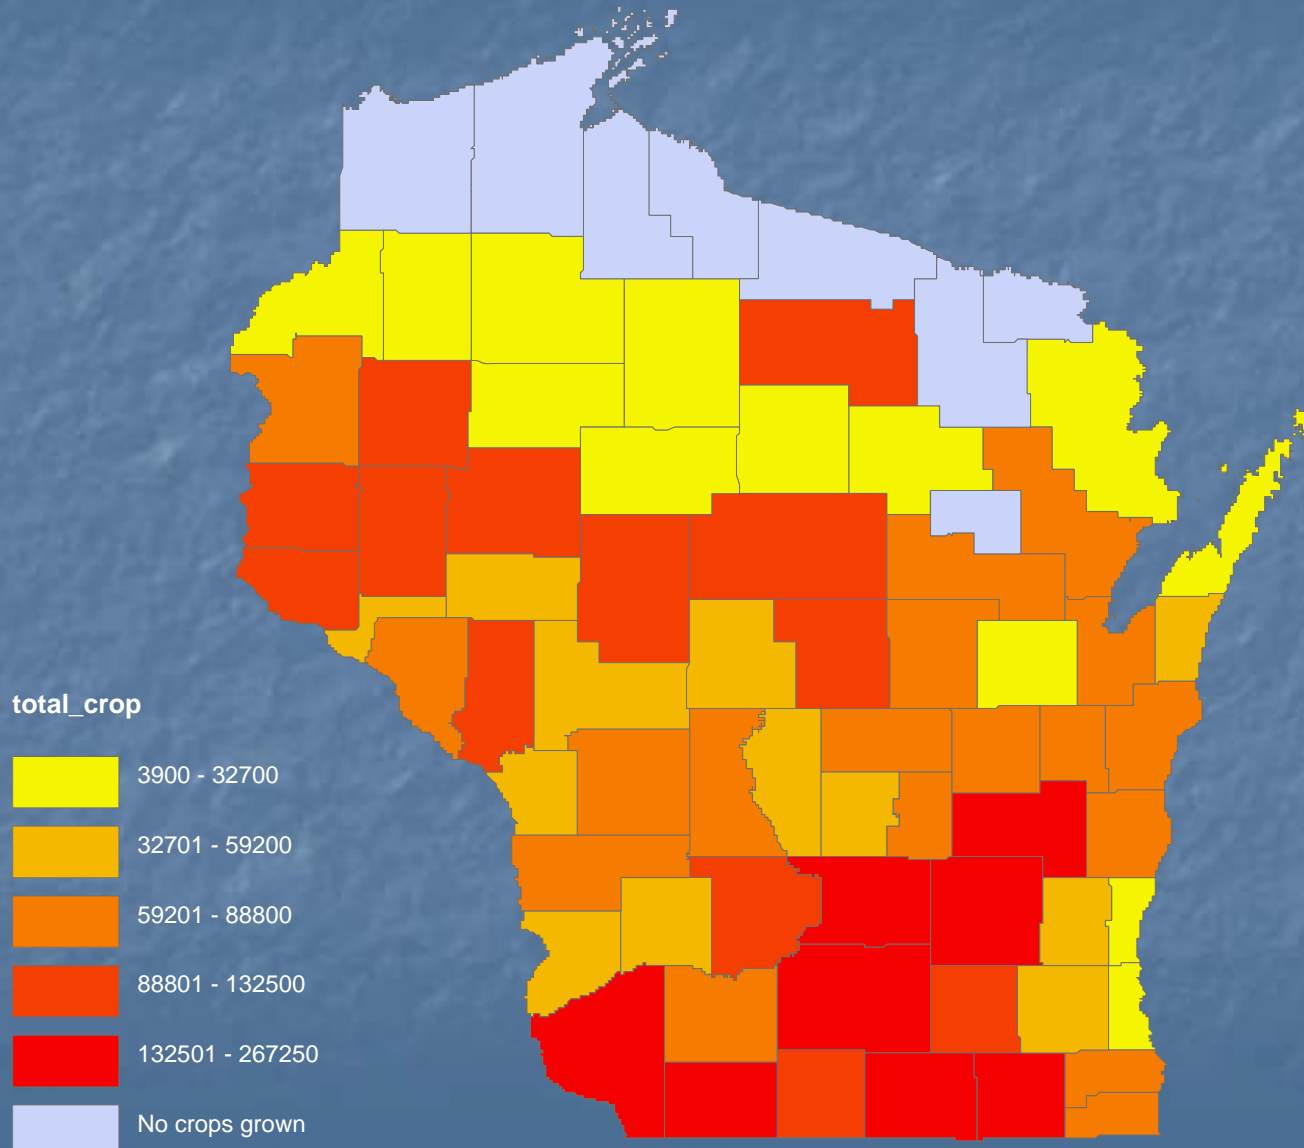 total_crop
3900 - 32700
32701 - 59200
59201 - 88800
88801 - 132500
132501 - 267250
No crops grown